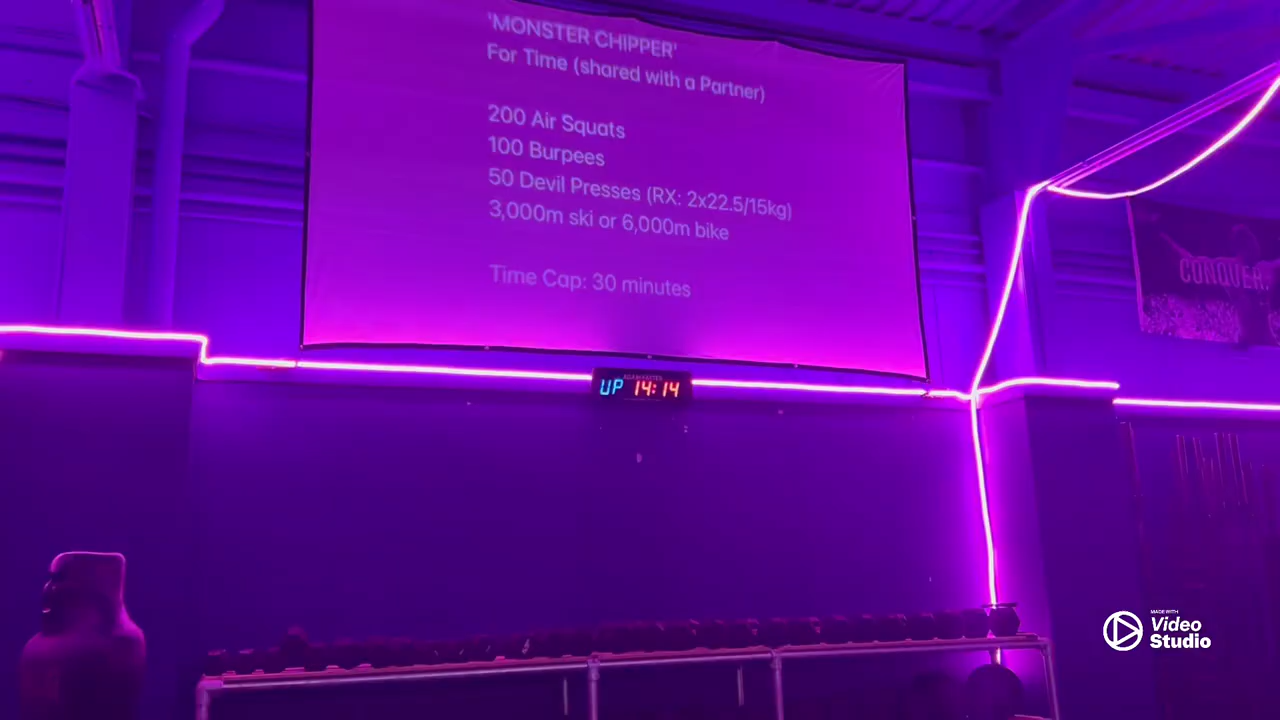 'MONSTER CHIPPER'
For Time (shared with a Partner)
200 Air Squats
100 Burpees
50 Devil Presses (RX: 2x22.5/15kg)
3,000m ski or 6,000m bike
Time Cap: 30 minutes
CONQUER.
UP 14:14
MADE WITH
Video
Studio